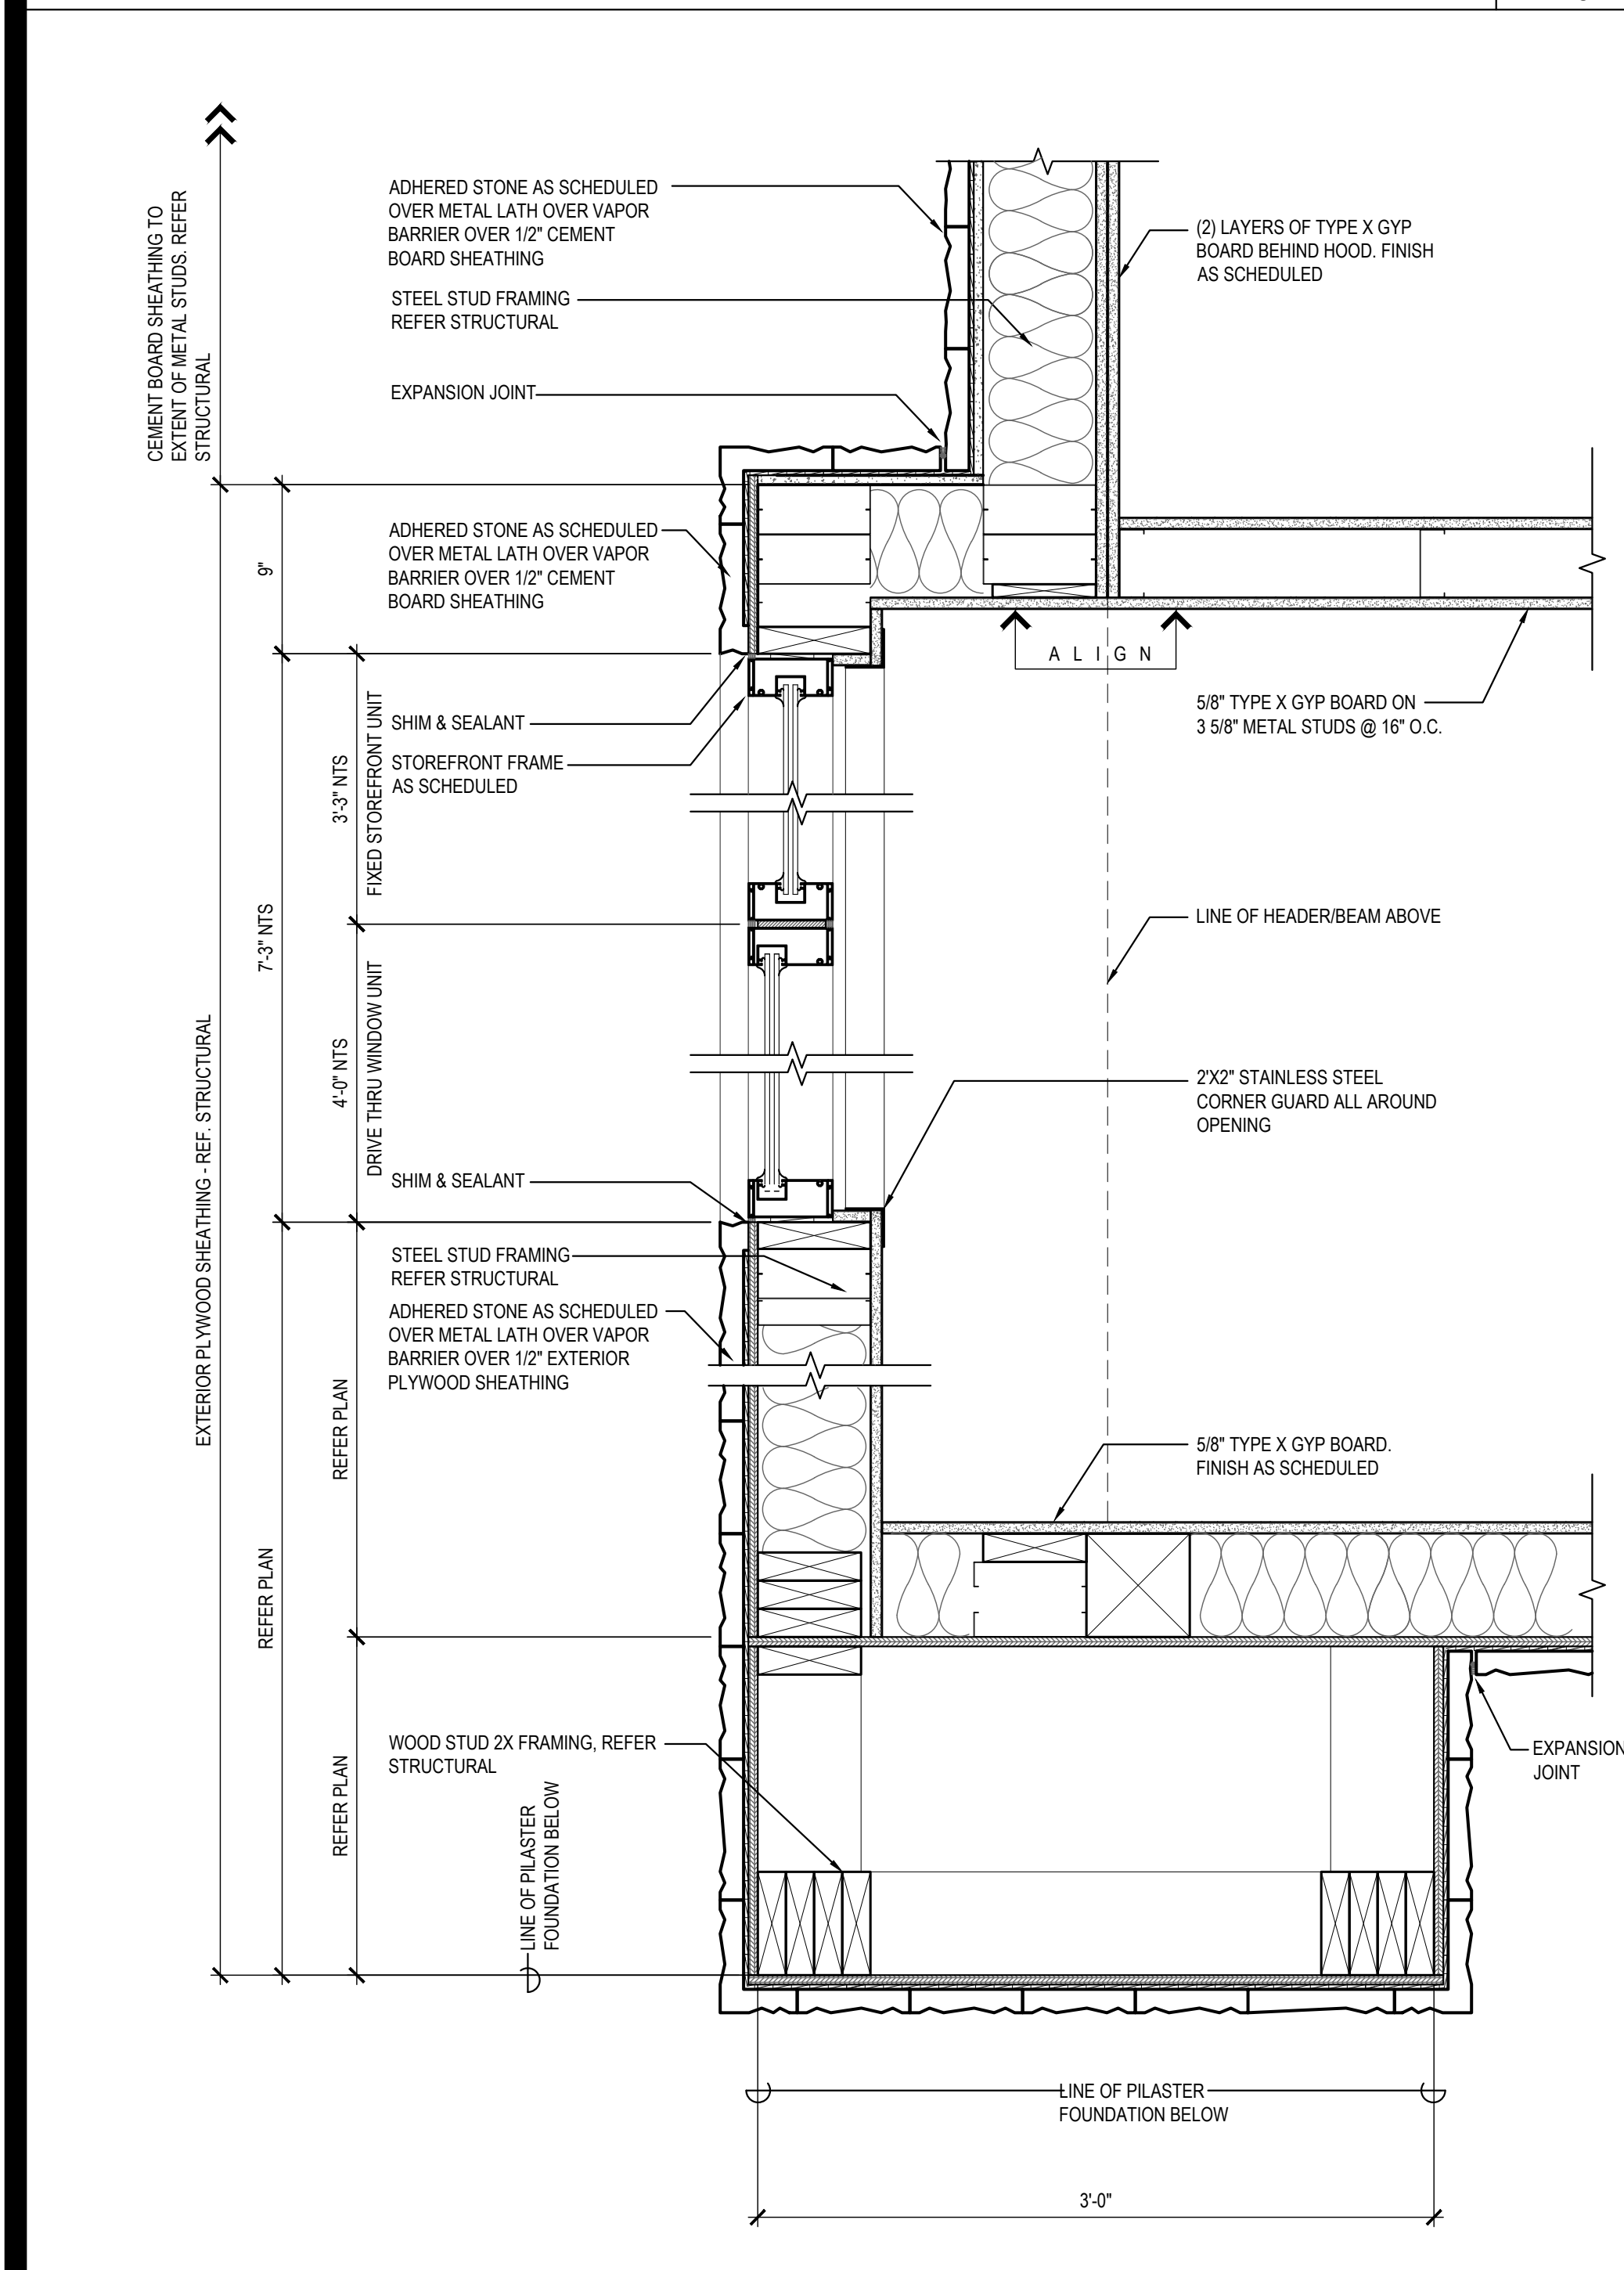 CEMENT BOARD SHEATHING TO
EXTENT OF METAL STUDS. REFER
STRUCTURAL
ADHERED STONE AS SCHEDULED
OVER METAL LATH OVER VAPOR
BARRIER OVER 1/2" CEMENT
BOARD SHEATHING
STEEL STUD FRAMING
REFER STRUCTURAL
EXPANSION JOINT
(2) LAYERS OF TYPE X GYP
BOARD BEHIND HOOD. FINISH
AS SCHEDULED
9"
ADHERED STONE AS SCHEDULED
OVER METAL LATH OVER VAPOR
BARRIER OVER 1/2" CEMENT
BOARD SHEATHING
ALIGN
5/8" TYPE X GYP BOARD ON
3 5/8" METAL STUDS @ 16" O.C.
SHIM & SEALANT
STOREFRONT FRAME
AS SCHEDULED
3'-3" NTS
FIXED STOREFRONT UNIT
7'-3" NTS
LINE OF HEADER/BEAM ABOVE
EXTERIOR PLYWOOD SHEATHING - REF. STRUCTURAL
4'-0" NTS
DRIVE THRU WINDOW UNIT
2'X2" STAINLESS STEEL
CORNER GUARD ALL AROUND
OPENING
SHIM & SEALANT
STEEL STUD FRAMING
REFER STRUCTURAL
ADHERED STONE AS SCHEDULED
OVER METAL LATH OVER VAPOR
BARRIER OVER 1/2" EXTERIOR
PLYWOOD SHEATHING
REFER PLAN
5/8" TYPE X GYP BOARD.
FINISH AS SCHEDULED
REFER PLAN
WOOD STUD 2X FRAMING, REFER
STRUCTURAL
EXPANSION
JOINT
REFER PLAN
LINE OF PILASTER
FOUNDATION BELOW
LINE OF PILASTER
FOUNDATION BELOW
3'-0"